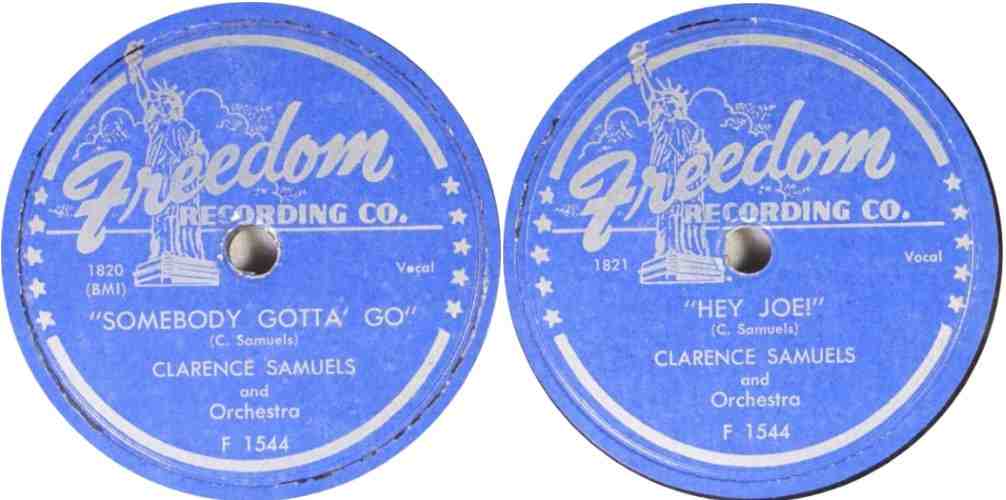 Freedom
RECORDING CO.
1820
(BMI)
Vocal
"SOMEBODY GOTTA' GO"
(C. Samuels)
CLARENCE SAMUELS
and
Orchestra
F 1544
Freedom
RECORDING CO.
1821
Vocal
"HEY JOE!"
(C. Samuels)
CLARENCE SAMUELS
and
Orchestra
F 1544